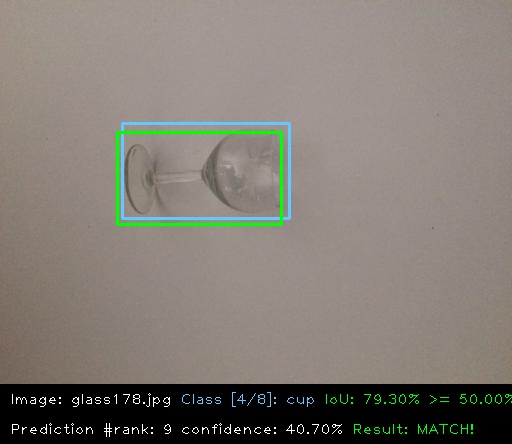 Image: glass178.jpg Class [4/8]: cup IoU: 79.30% >= 50.00%
Prediction #rank: 9 confidence: 40.70% Result: MATCH!